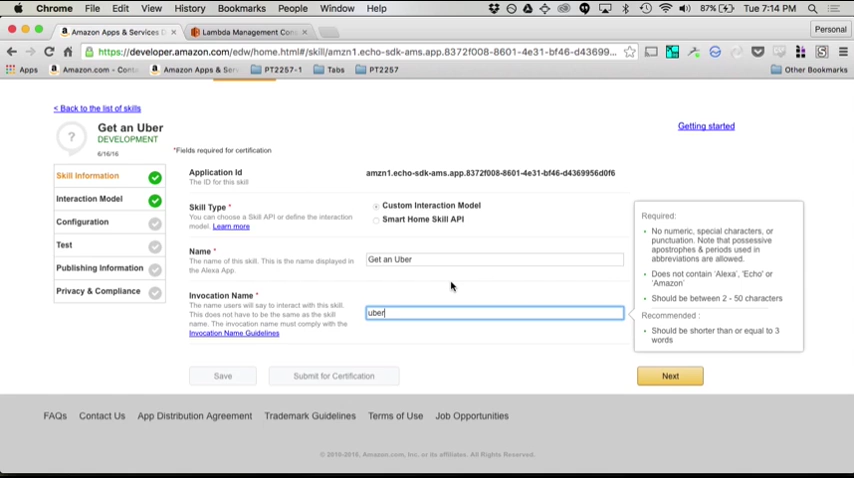 Chrome File Edit View History Bookmarks People Window Help 87% Tue 7:14 PM
Amazon Apps & Services D
Lambda Management Con
Personal
https://developer.amazon.com/edw/home.html#/skill/amzn1.echo-sdk-ams.app.8372f008-8601-4e31-bf46-d43699...
Apps Amazon.com - Conta Amazon Apps & Ser PT2257-1 Tabs PT2257 Other Bookmarks
< Back to the list of skills
Getting started
?
Get an Uber
DEVELOPMENT
6/16/16
*Fields required for certification
Skill Information
Interaction Model
Configuration
Test
Publishing Information
Privacy & Compliance
Application Id
The ID for this skill
amzn1.echo-sdk-ams.app.8372f008-8601-4e31-bf46-d4369956d0f6
Skill Type *
You can choose a Skill API or define the interaction
model. Learn more
Custom Interaction Model
Smart Home Skill API
Name *
The name of this skill. This is the name displayed in
the Alexa App.
Get an Uber
Invocation Name *
The name users will say to interact with this skill.
This does not have to be the same as the skill
name. The invocation name must comply with the
Invocation Name Guidelines
uber
Required:
No numeric, special characters, or
punctuation. Note that possessive
apostrophes & periods used in
abbreviations are allowed.
Does not contain 'Alexa', 'Echo' or
'Amazon'
Should be between 2 - 50 characters
Recommended:
Should be shorter than or equal to 3
words
Save
Submit for Certification
Next
FAQs Contact Us App Distribution Agreement Trademark Guidelines Terms of Use Job Opportunities
© 2010-2016, Amazon.com, Inc. or its affiliates. All Rights Reserved.